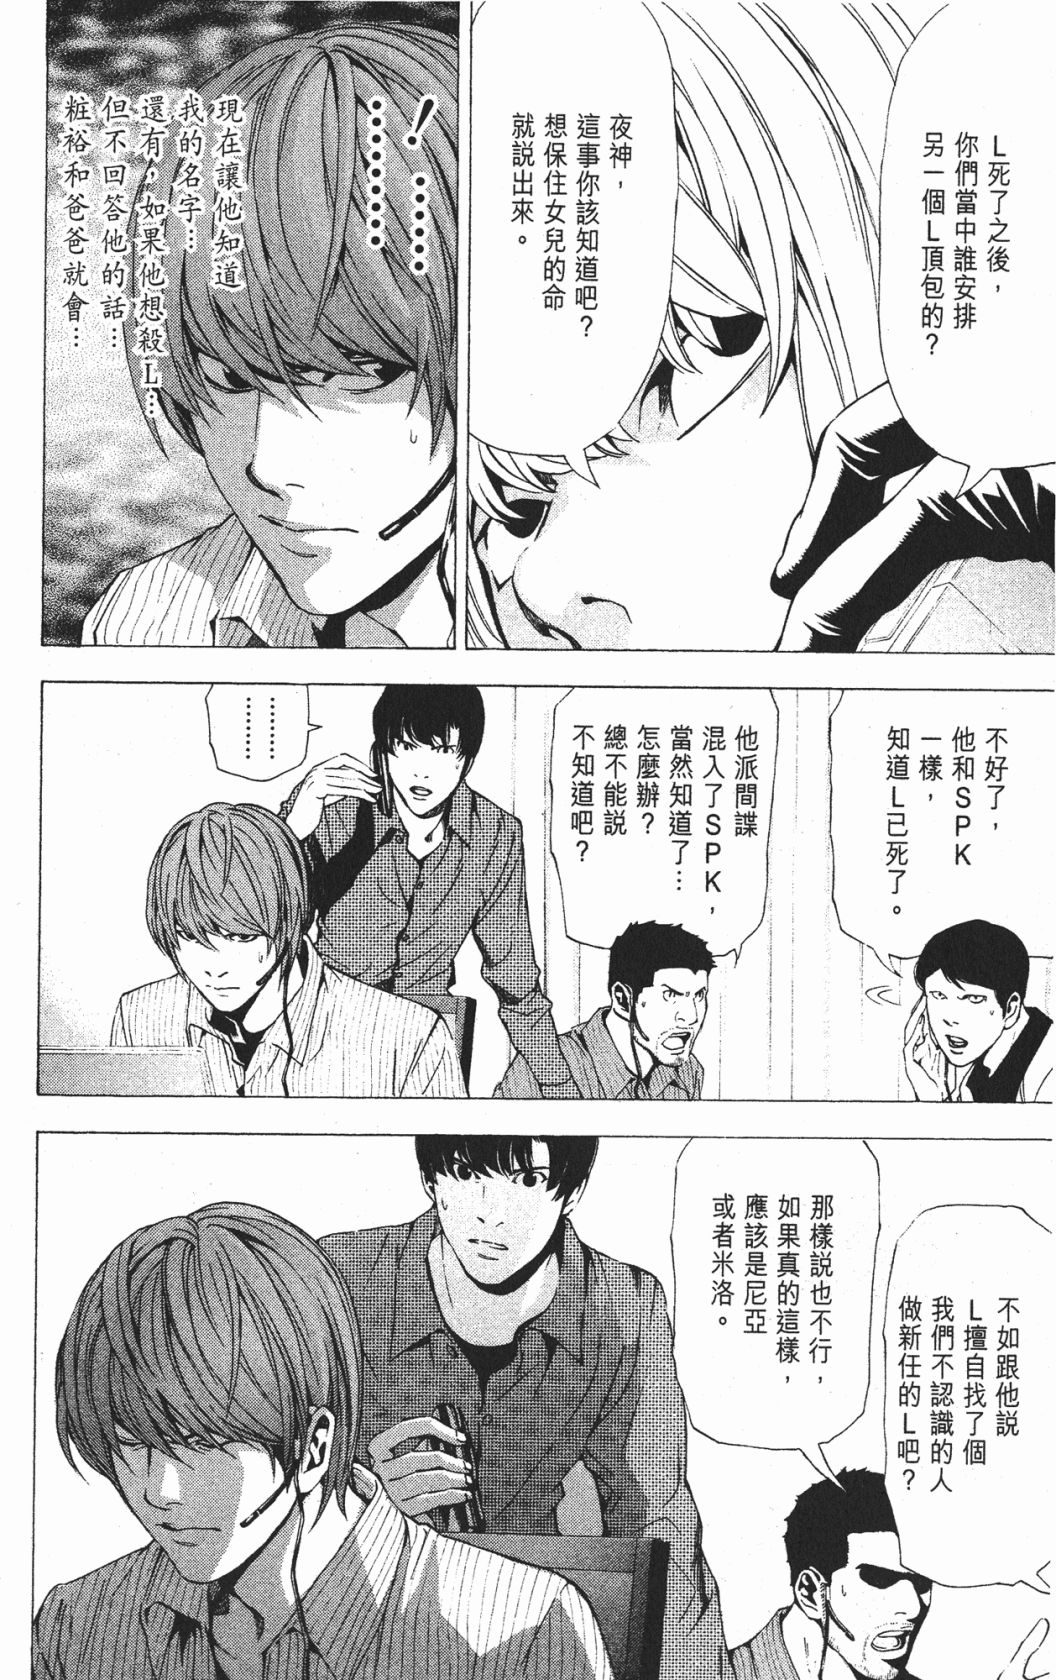 L死了之後，
你們當中誰安排
另一個L頂包的？
夜神，
這事你該知道吧？
想保住女兒的命
就説出來。
！⋯⋯⋯
⋯⋯⋯⋯⋯
現在讓他知道
我的名字⋯
還有，如果他想殺L⋯
但不回答他的話⋯
粧裕和爸爸就會⋯
不好了，
他和SPK
一樣，
知道L已死了。
他派間諜
混入了SPK，
當然知道了⋯
怎麼辦？
總不能説
不知道吧？
⋯⋯⋯
⋯⋯⋯
不如跟他説
L擅自找了個
我們不認識的人
做新任的L吧？
那樣説也不行，
如果真的這樣，
應該是尼亞
或者米洛。